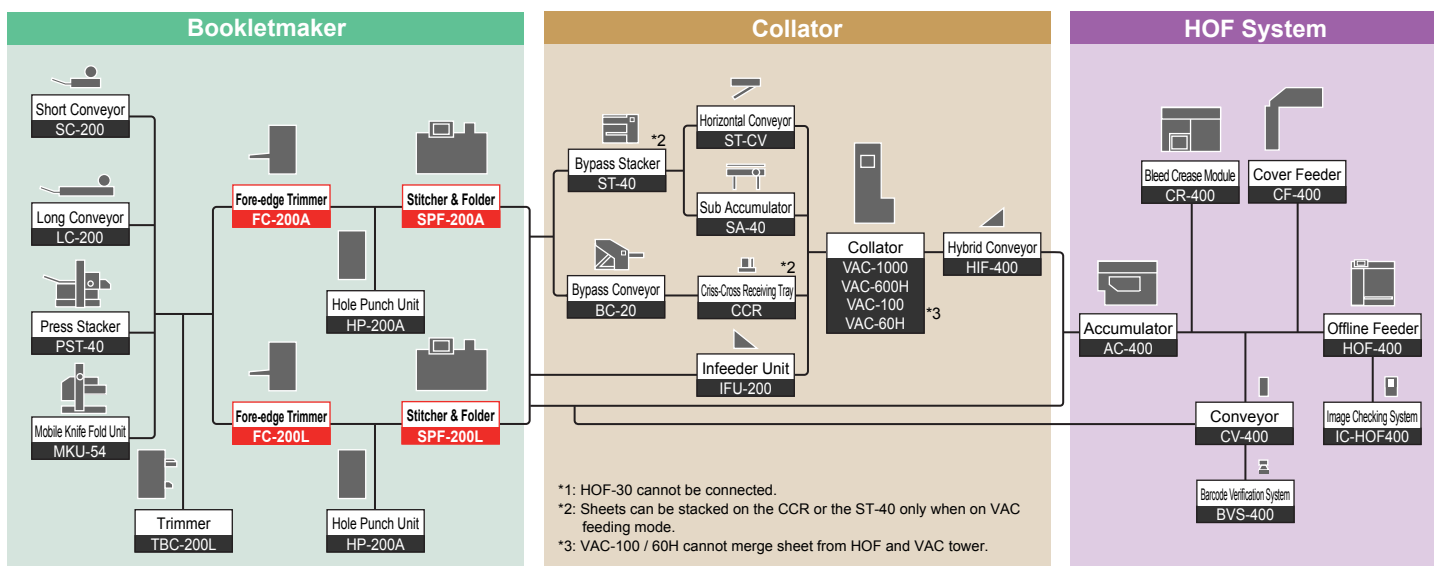 Bookletmaker
Short Conveyor
SC-200
Long Conveyor
LC-200
Press Stacker
PST-40
Mobile Knife Fold Unit
MKU-54
Trimmer
TBC-200L
Fore-edge Trimmer
FC-200A
Stitcher & Folder
SPF-200A
Hole Punch Unit
HP-200A
Fore-edge Trimmer
FC-200L
Stitcher & Folder
SPF-200L
Hole Punch Unit
HP-200A
Collator
*2
Bypass Stacker
ST-40
Horizontal Conveyor
ST-CV
Sub Accumulator
SA-40
Bypass Conveyor
BC-20
*2
Criss-Cross Receiving Tray
CCR
Infeeder Unit
IFU-200
Collator
VAC-1000
VAC-600H
VAC-100
VAC-60H
*3
Hybrid Conveyor
HIF-400
*1: HOF-30 cannot be connected.
*2: Sheets can be stacked on the CCR or the ST-40 only when on VAC
feeding mode.
*3: VAC-100 / 60H cannot merge sheet from HOF and VAC tower.
HOF System
Bleed Crease Module
CR-400
Cover Feeder
CF-400
Accumulator
AC-400
Offline Feeder
HOF-400
Conveyor
CV-400
Image Checking System
IC-HOF400
Barcode Verification System
BVS-400